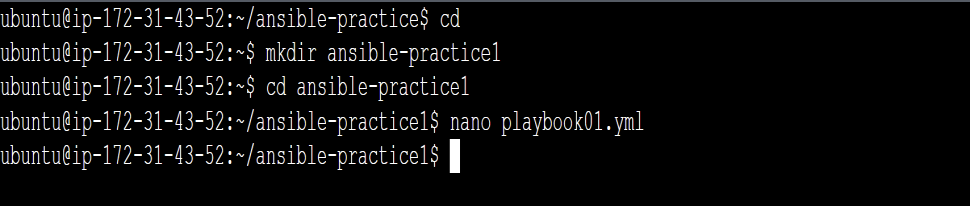 ubuntu@ip-172-31-43-52:~/ansible-practice$ cd
ubuntu@ip-172-31-43-52:~$ mkdir ansible-practice1
ubuntu@ip-172-31-43-52:~$ cd ansible-practice1
ubuntu@ip-172-31-43-52:~/ansible-practice1$ nano playbook01.yml
ubuntu@ip-172-31-43-52:~/ansible-practice1$